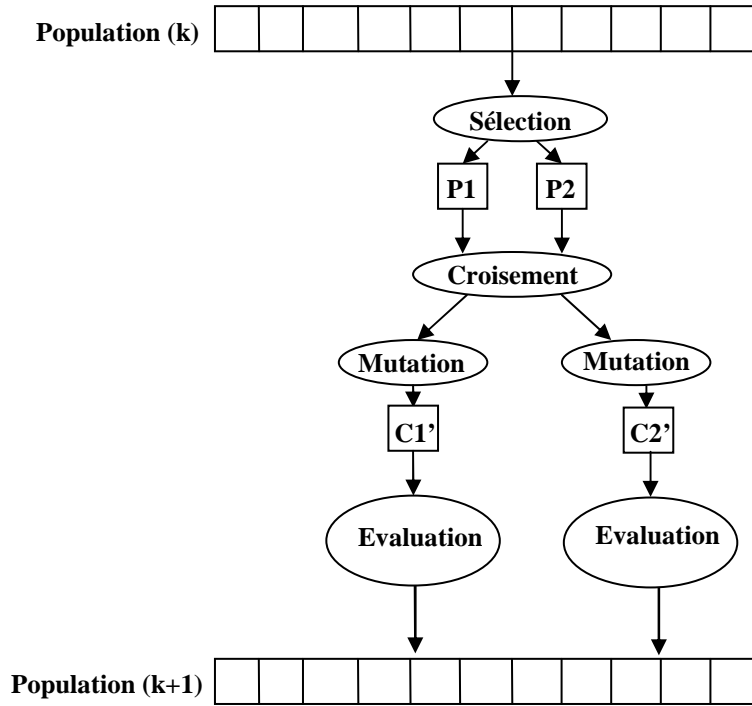 Population (k)
Sélection
P1 P2
Croisement
Mutation Mutation
C1’ C2’
Evaluation Evaluation
Population (k+1)